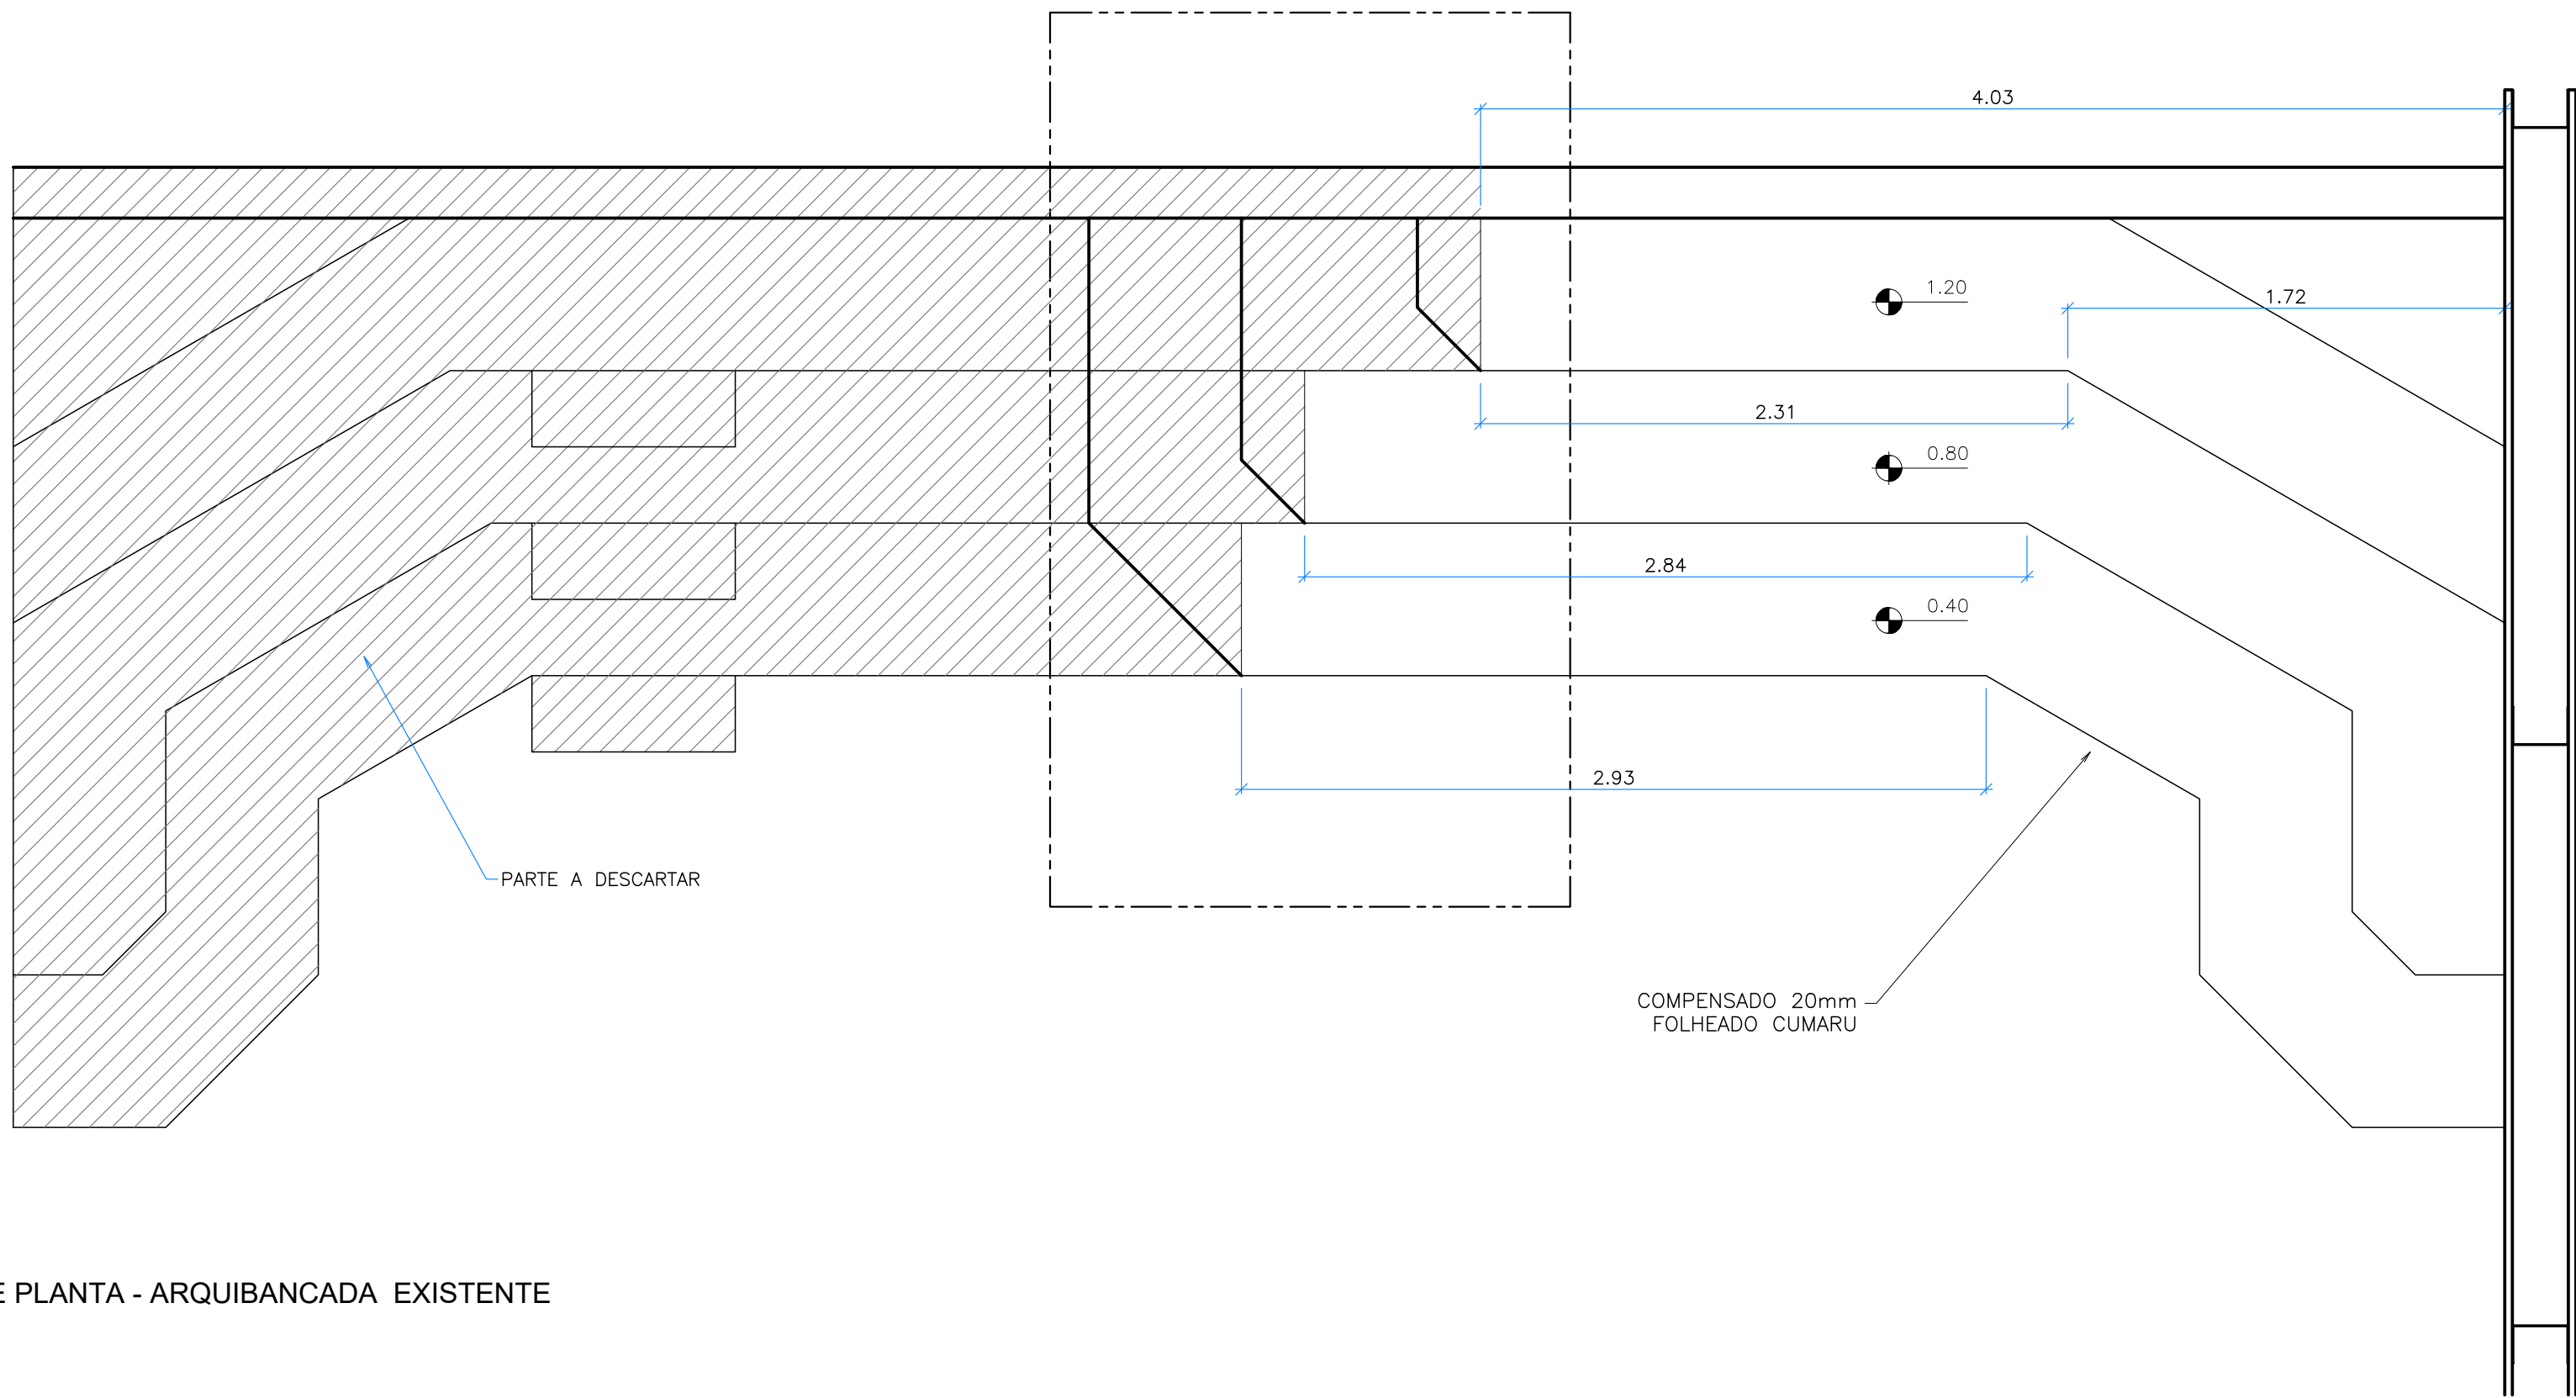 4.03
1.20
1.72
2.31
0.80
2.84
0.40
2.93
PARTE A DESCARTAR
COMPENSADO 20mm
FOLHEADO CUMARU
PLANTA - ARQUIBANCADA EXISTENTE